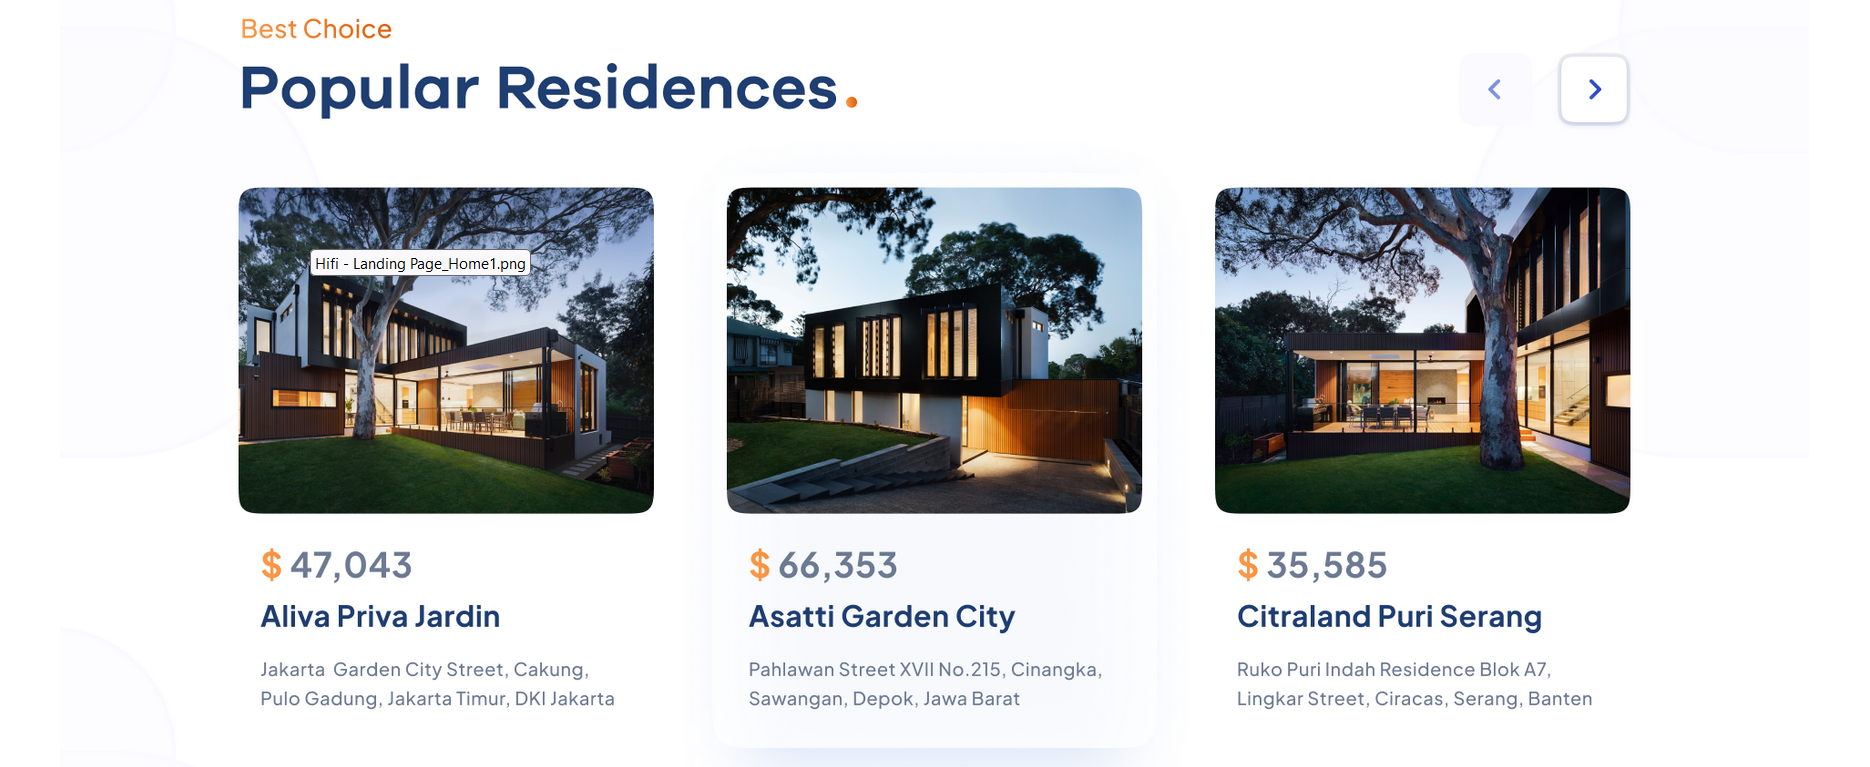 Best Choice
Popular Residences.
Hifi - Landing Page_Home1.png
$ 47,043
Aliva Priva Jardin
Jakarta Garden City Street, Cakung,
Pulo Gadung, Jakarta Timur, DKI Jakarta
$ 66,353
Asatti Garden City
Pahlawan Street XVII No.215, Cinangka,
Sawangan, Depok, Jawa Barat
$ 35,585
Citraland Puri Serang
Ruko Puri Indah Residence Blok A7,
Lingkar Street, Ciracas, Serang, Banten